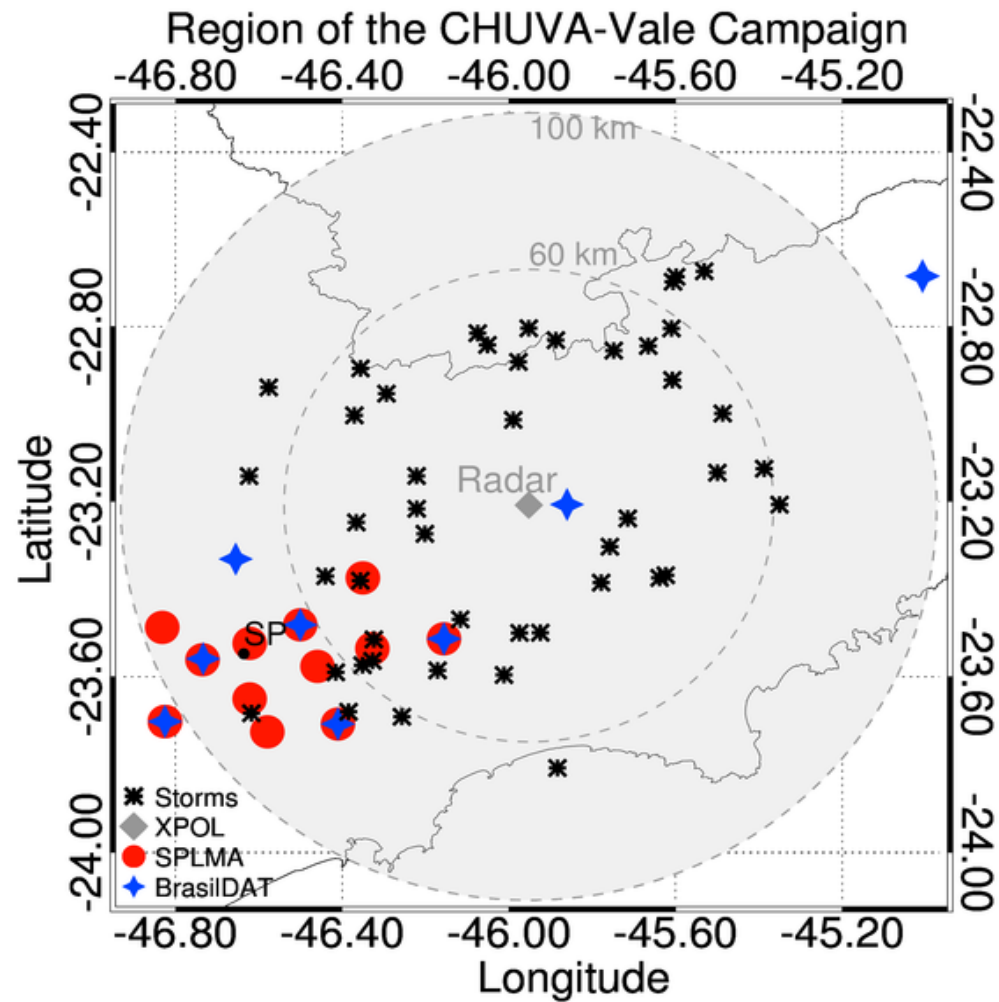 Region of the CHUVA-Vale Campaign
-46.80 -46.40 -46.00 -45.60 -45.20
100 km
-22.40 -22.40
60 km
-22.80 -22.80
Latitude
Radar
-23.20 -23.20
SP
-23.60 -23.60
Storms
XPOL
SPLMA
BrasilDAT
-24.00 -24.00
-46.80 -46.40 -46.00 -45.60 -45.20
Longitude